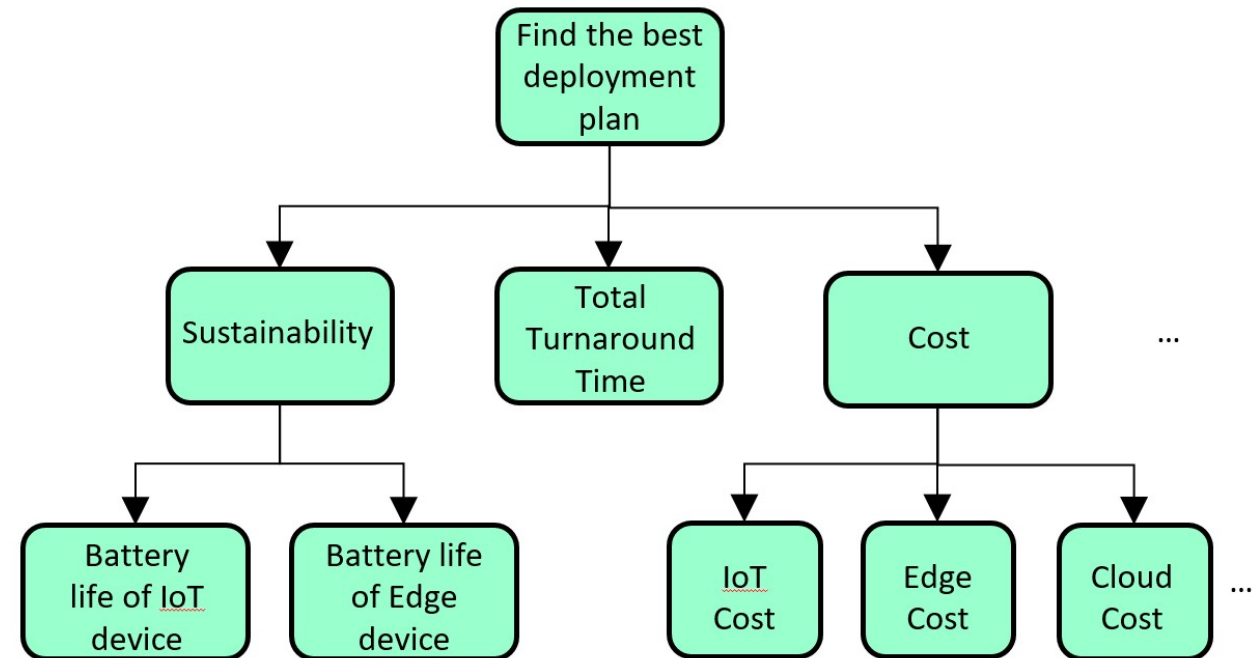 Find the best
deployment
plan
Sustainability
Total
Turnaround
Time
Cost
...
Battery
life of IoT
device
Battery life
of Edge
device
IoT
Cost
Edge
Cost
Cloud
Cost
...